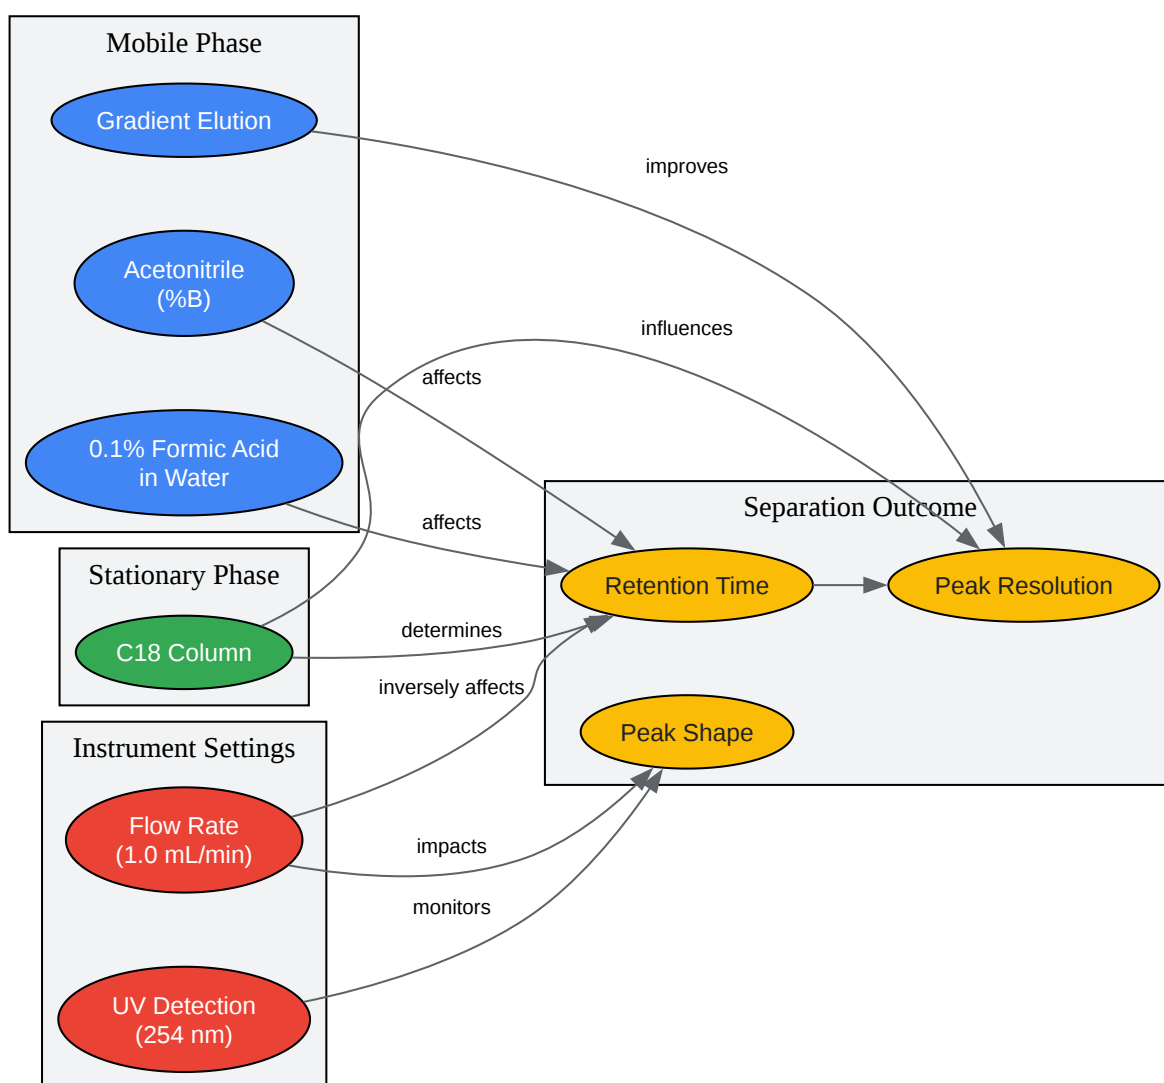 Mobile Phase
Gradient Elution
improves
Acetonitrile
(%B)
influences
affects
0.1% Formic Acid
in Water
affects
Separation Outcome
Retention Time
Peak Resolution
Stationary Phase
C18 Column
determines
inversely affects
Peak Shape
Instrument Settings
Flow Rate
(1.0 mL/min)
impacts
monitors
UV Detection
(254 nm)